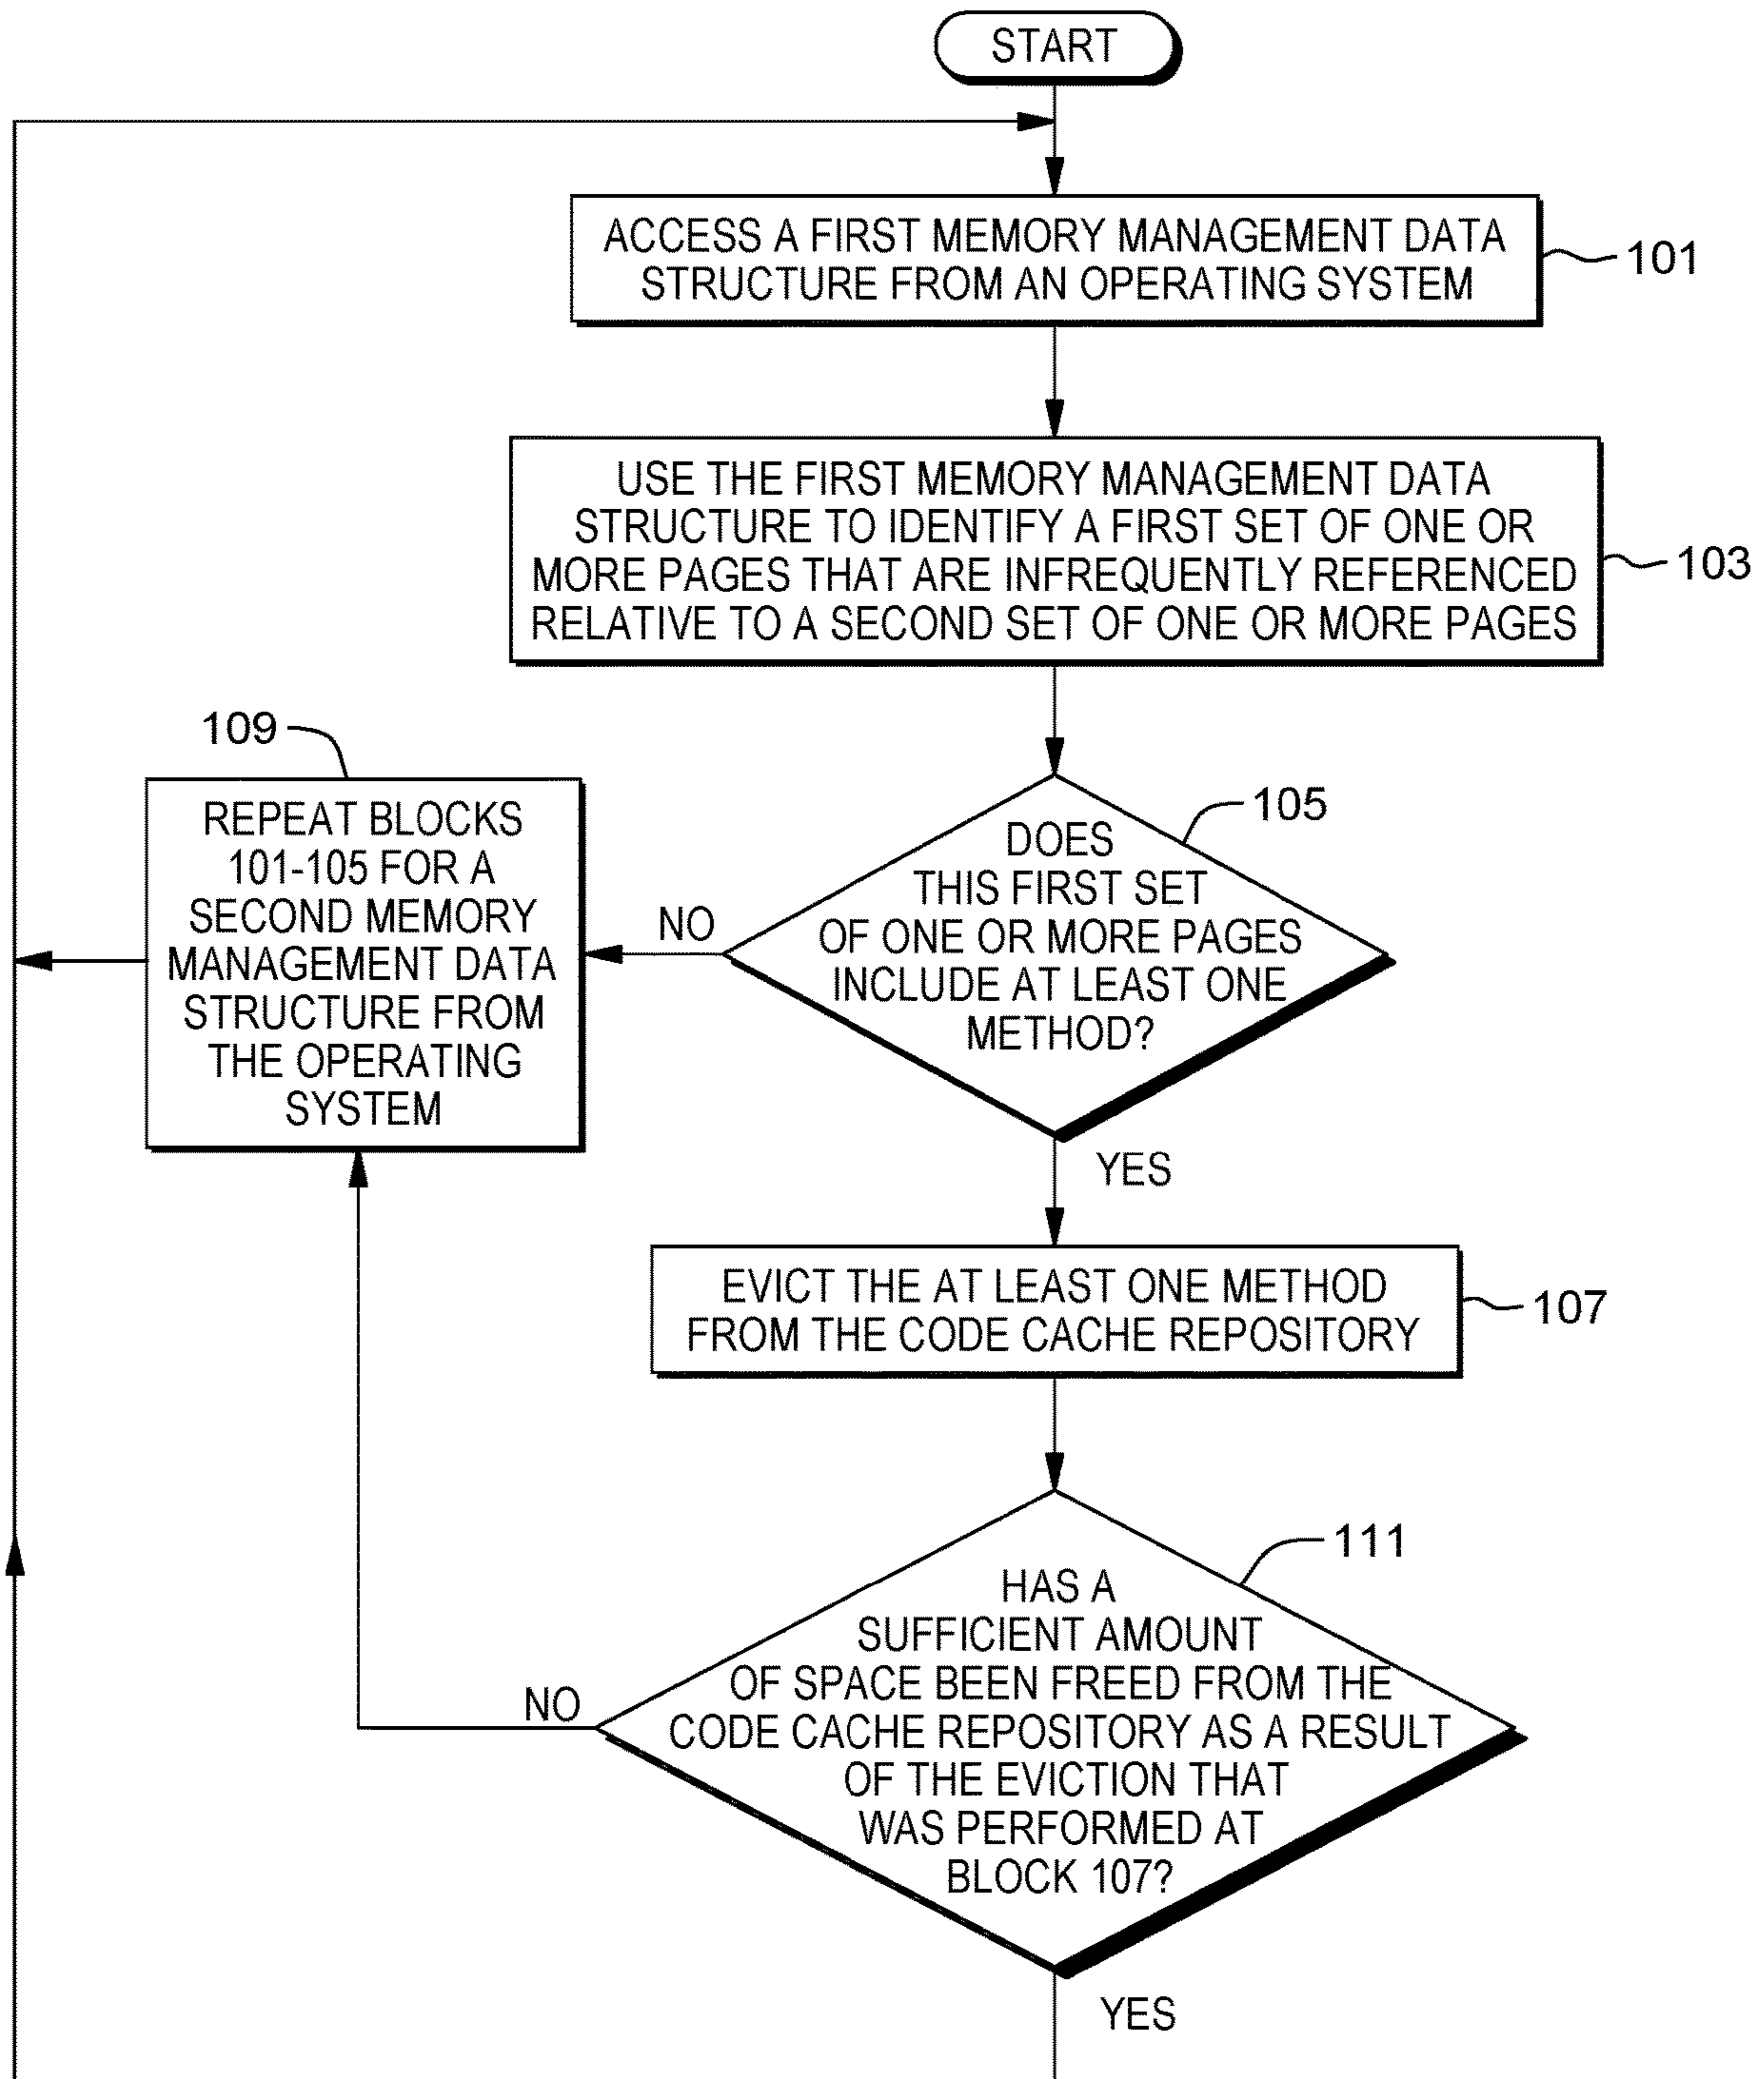 START
ACCESS A FIRST MEMORY MANAGEMENT DATA
STRUCTURE FROM AN OPERATING SYSTEM
101
USE THE FIRST MEMORY MANAGEMENT DATA
STRUCTURE TO IDENTIFY A FIRST SET OF ONE OR
MORE PAGES THAT ARE INFREQUENTLY REFERENCED
RELATIVE TO A SECOND SET OF ONE OR MORE PAGES
103
109
REPEAT BLOCKS
101-105 FOR A
SECOND MEMORY
MANAGEMENT DATA
STRUCTURE FROM
THE OPERATING
SYSTEM
NO
105
DOES
THIS FIRST SET
OF ONE OR MORE PAGES
INCLUDE AT LEAST ONE
METHOD?
YES
EVICT THE AT LEAST ONE METHOD
FROM THE CODE CACHE REPOSITORY
107
111
HAS A
SUFFICIENT AMOUNT
OF SPACE BEEN FREED FROM THE
CODE CACHE REPOSITORY AS A RESULT
OF THE EVICTION THAT
WAS PERFORMED AT
BLOCK 107?
NO
YES